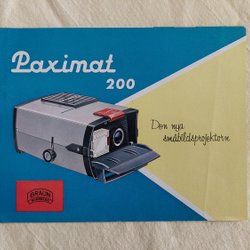 Paximat
200
Den nya
småbildsprojektorn
BRAUN
NÜRNBERG